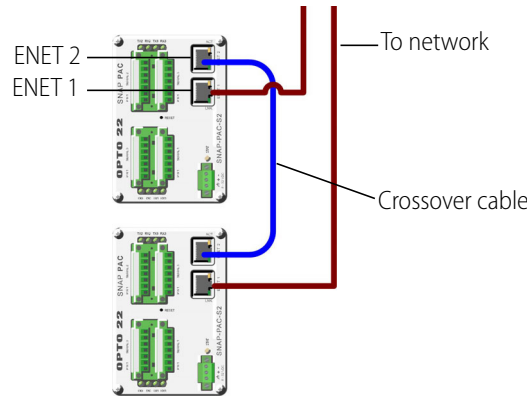 To network
ENET 2
ENET 1
SNAP PAC
RESET
OPTO 22
SNAP-PAC-S2
Crossover cable
SNAP PAC
RESET
OPTO 22
SNAP-PAC-S2